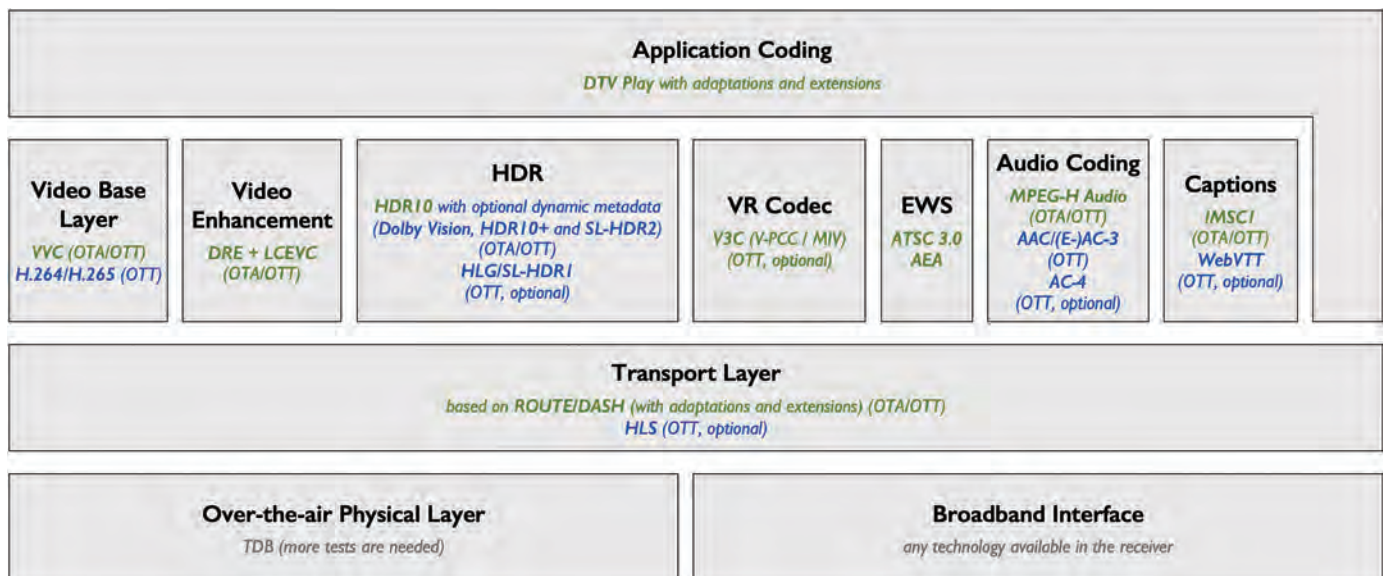 Application Coding
DTV Play with adaptations and extensions
Video Base
Layer
VVC (OTA/OTT)
H.264/H.265 (OTT)
Video
Enhancement
DRE + LCEVC
(OTA/OTT)
HDR
HDR10 with optional dynamic metadata
(Dolby Vision, HDR10+ and SL-HDR2)
(OTA/OTT)
HLG/SL-HDR1
(OTT, optional)
VR Codec
V3C (V-PCC / MIV)
(OTT, optional)
EWS
ATSC 3.0
AEA
Audio Coding
MPEG-H Audio
(OTA/OTT)
AAC/(E-)AC-3
(OTT)
AC-4
(OTT, optional)
Captions
IMSC1
(OTA/OTT)
WebVTT
(OTT, optional)
Transport Layer
based on ROUTE/DASH (with adaptations and extensions) (OTA/OTT)
HLS (OTT, optional)
Over-the-air Physical Layer
TDB (more tests are needed)
Broadband Interface
any technology available in the receiver